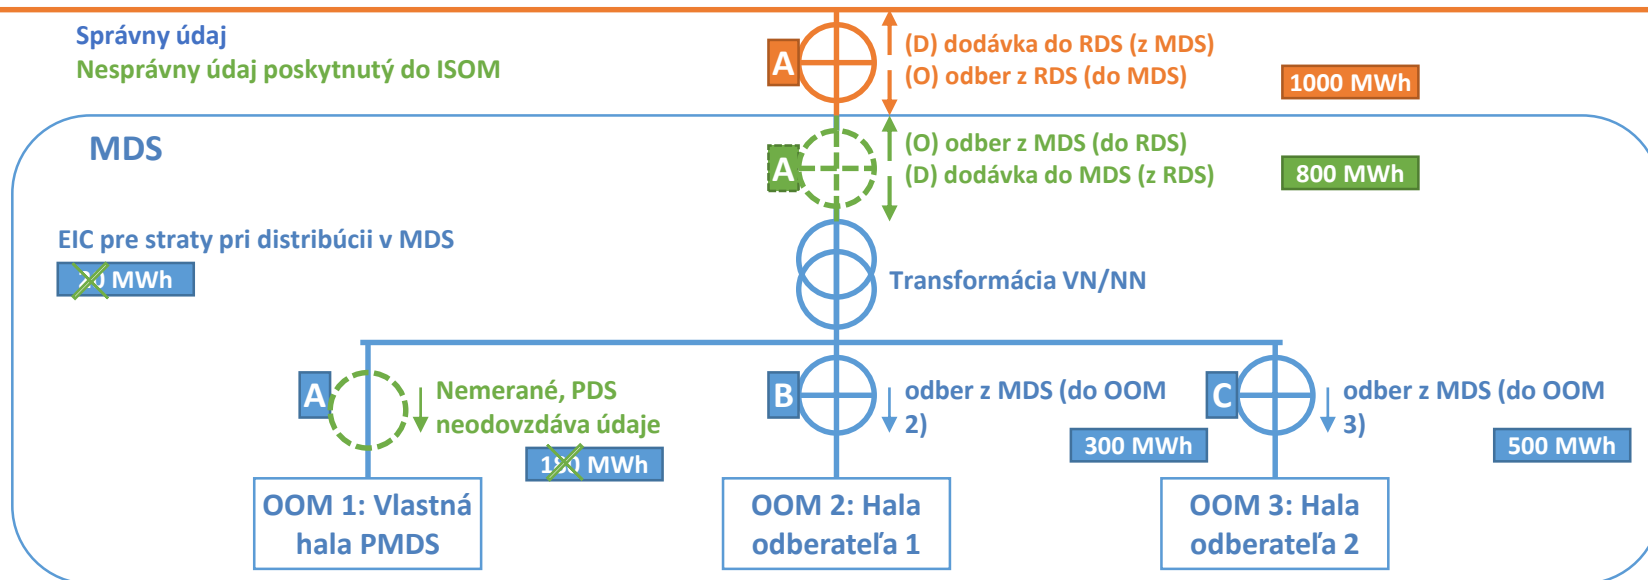 Správny údaj
Nesprávny údaj poskytnutý do ISOM
A
(D) dodávka do RDS (z MDS)
(O) odber z RDS (do MDS)
1000 MWh
MDS
A
(O) odber z MDS (do RDS)
(D) dodávka do MDS (z RDS)
800 MWh
EIC pre straty pri distribúcii v MDS
20 MWh
Transformácia VN/NN
A
Nemerané, PDS
neodovzdáva údaje
180 MWh
B
odber z MDS (do OOM
2)
300 MWh
C
odber z MDS (do OOM
3)
500 MWh
OOM 1: Vlastná
hala PMDS
OOM 2: Hala
odberateľa 1
OOM 3: Hala
odberateľa 2